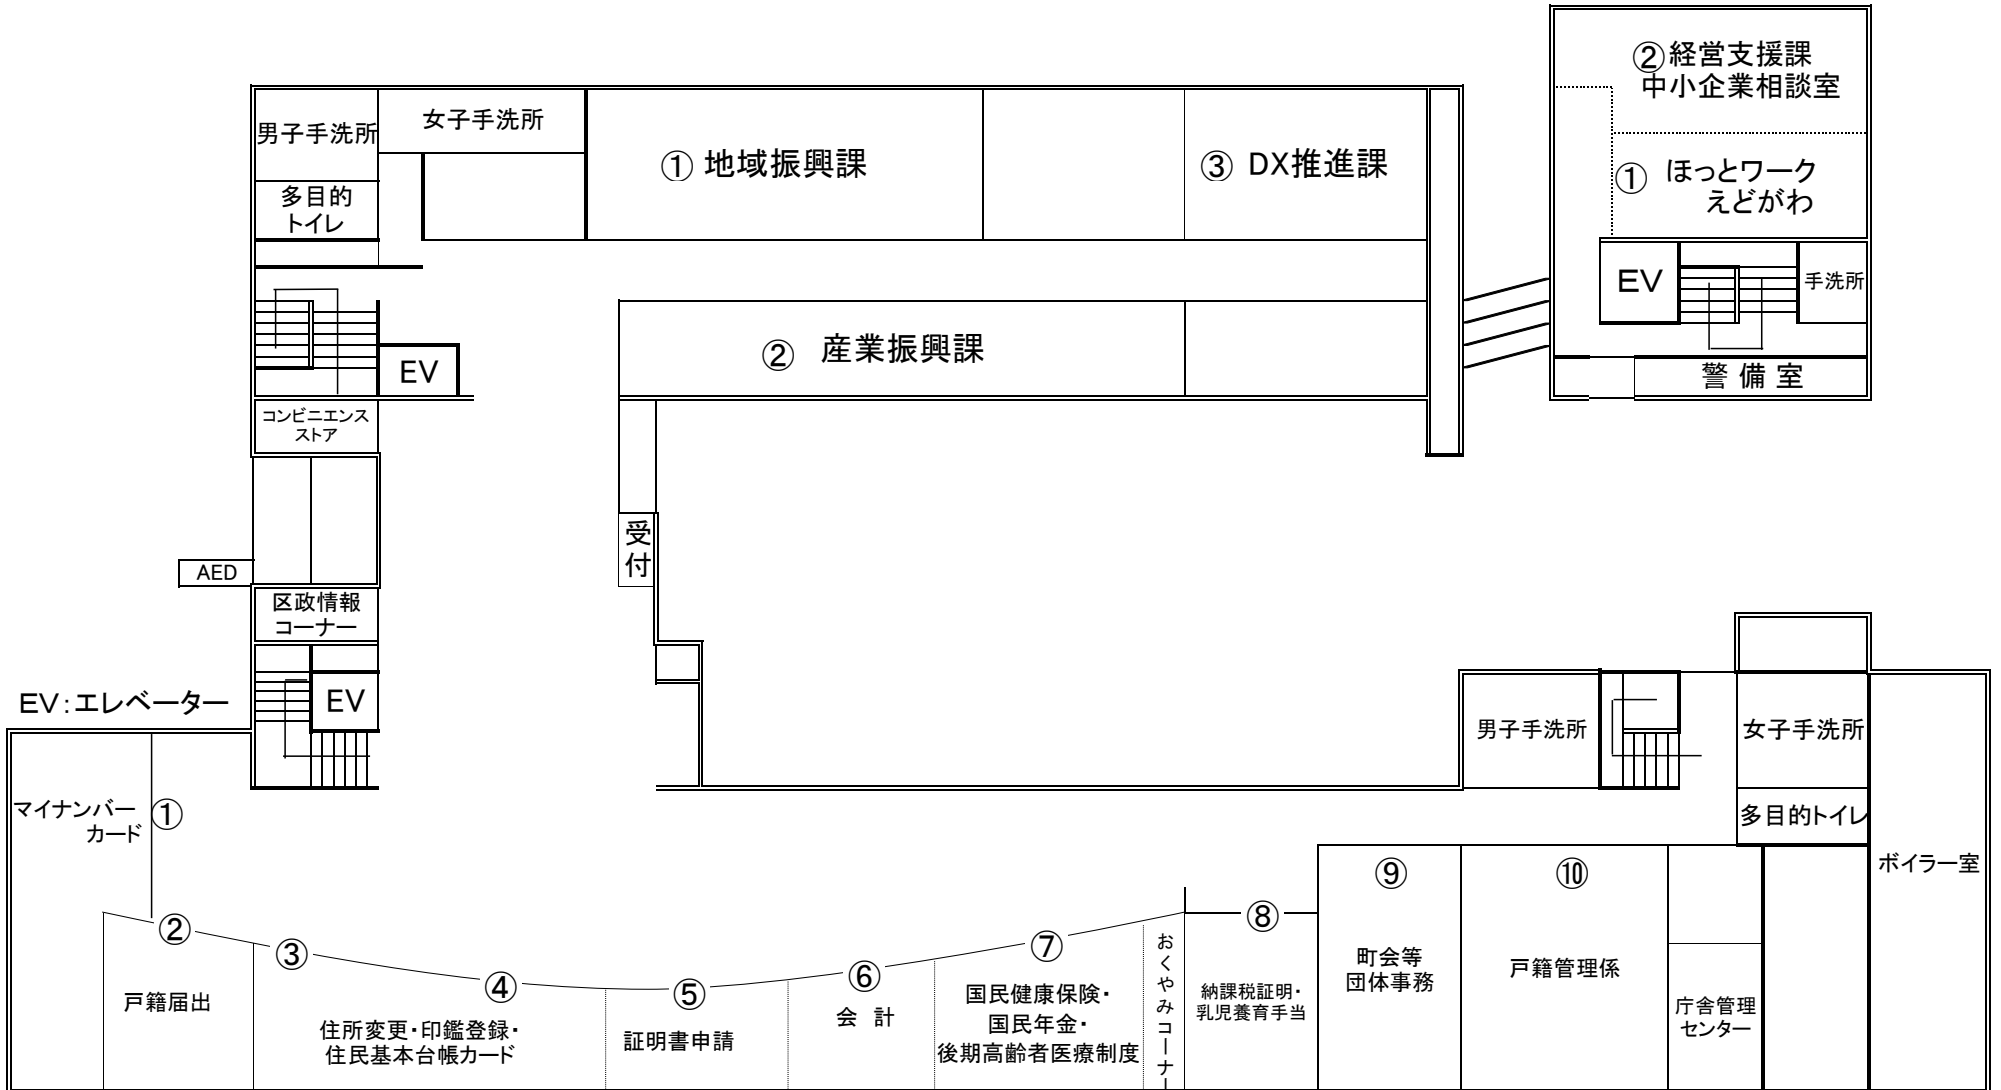 ② 経営支援課
中小企業相談室
男子手洗所
女子手洗所
① 地域振興課
③ DX推進課
① ほっとワーク
えどがわ
多目的
トイレ
EV
手洗所
② 産業振興課
EV
警備室
コンビニエンス
ストア
受付
AED
区政情報
コーナー
EV
EV:エレベーター
男子手洗所
女子手洗所
マイナンバー
カード
①
多目的トイレ
ボイラー室
②
戸籍届出
③
④
住所変更・印鑑登録・
住民基本台帳カード
⑤
証明書申請
⑥
会計
⑦
国民健康保険・
国民年金・
後期高齢者医療制度
おくやみコーナー
⑧
納課税証明・
乳児養育手当
⑨
町会等
団体事務
⑩
戸籍管理係
庁舎管理
センター